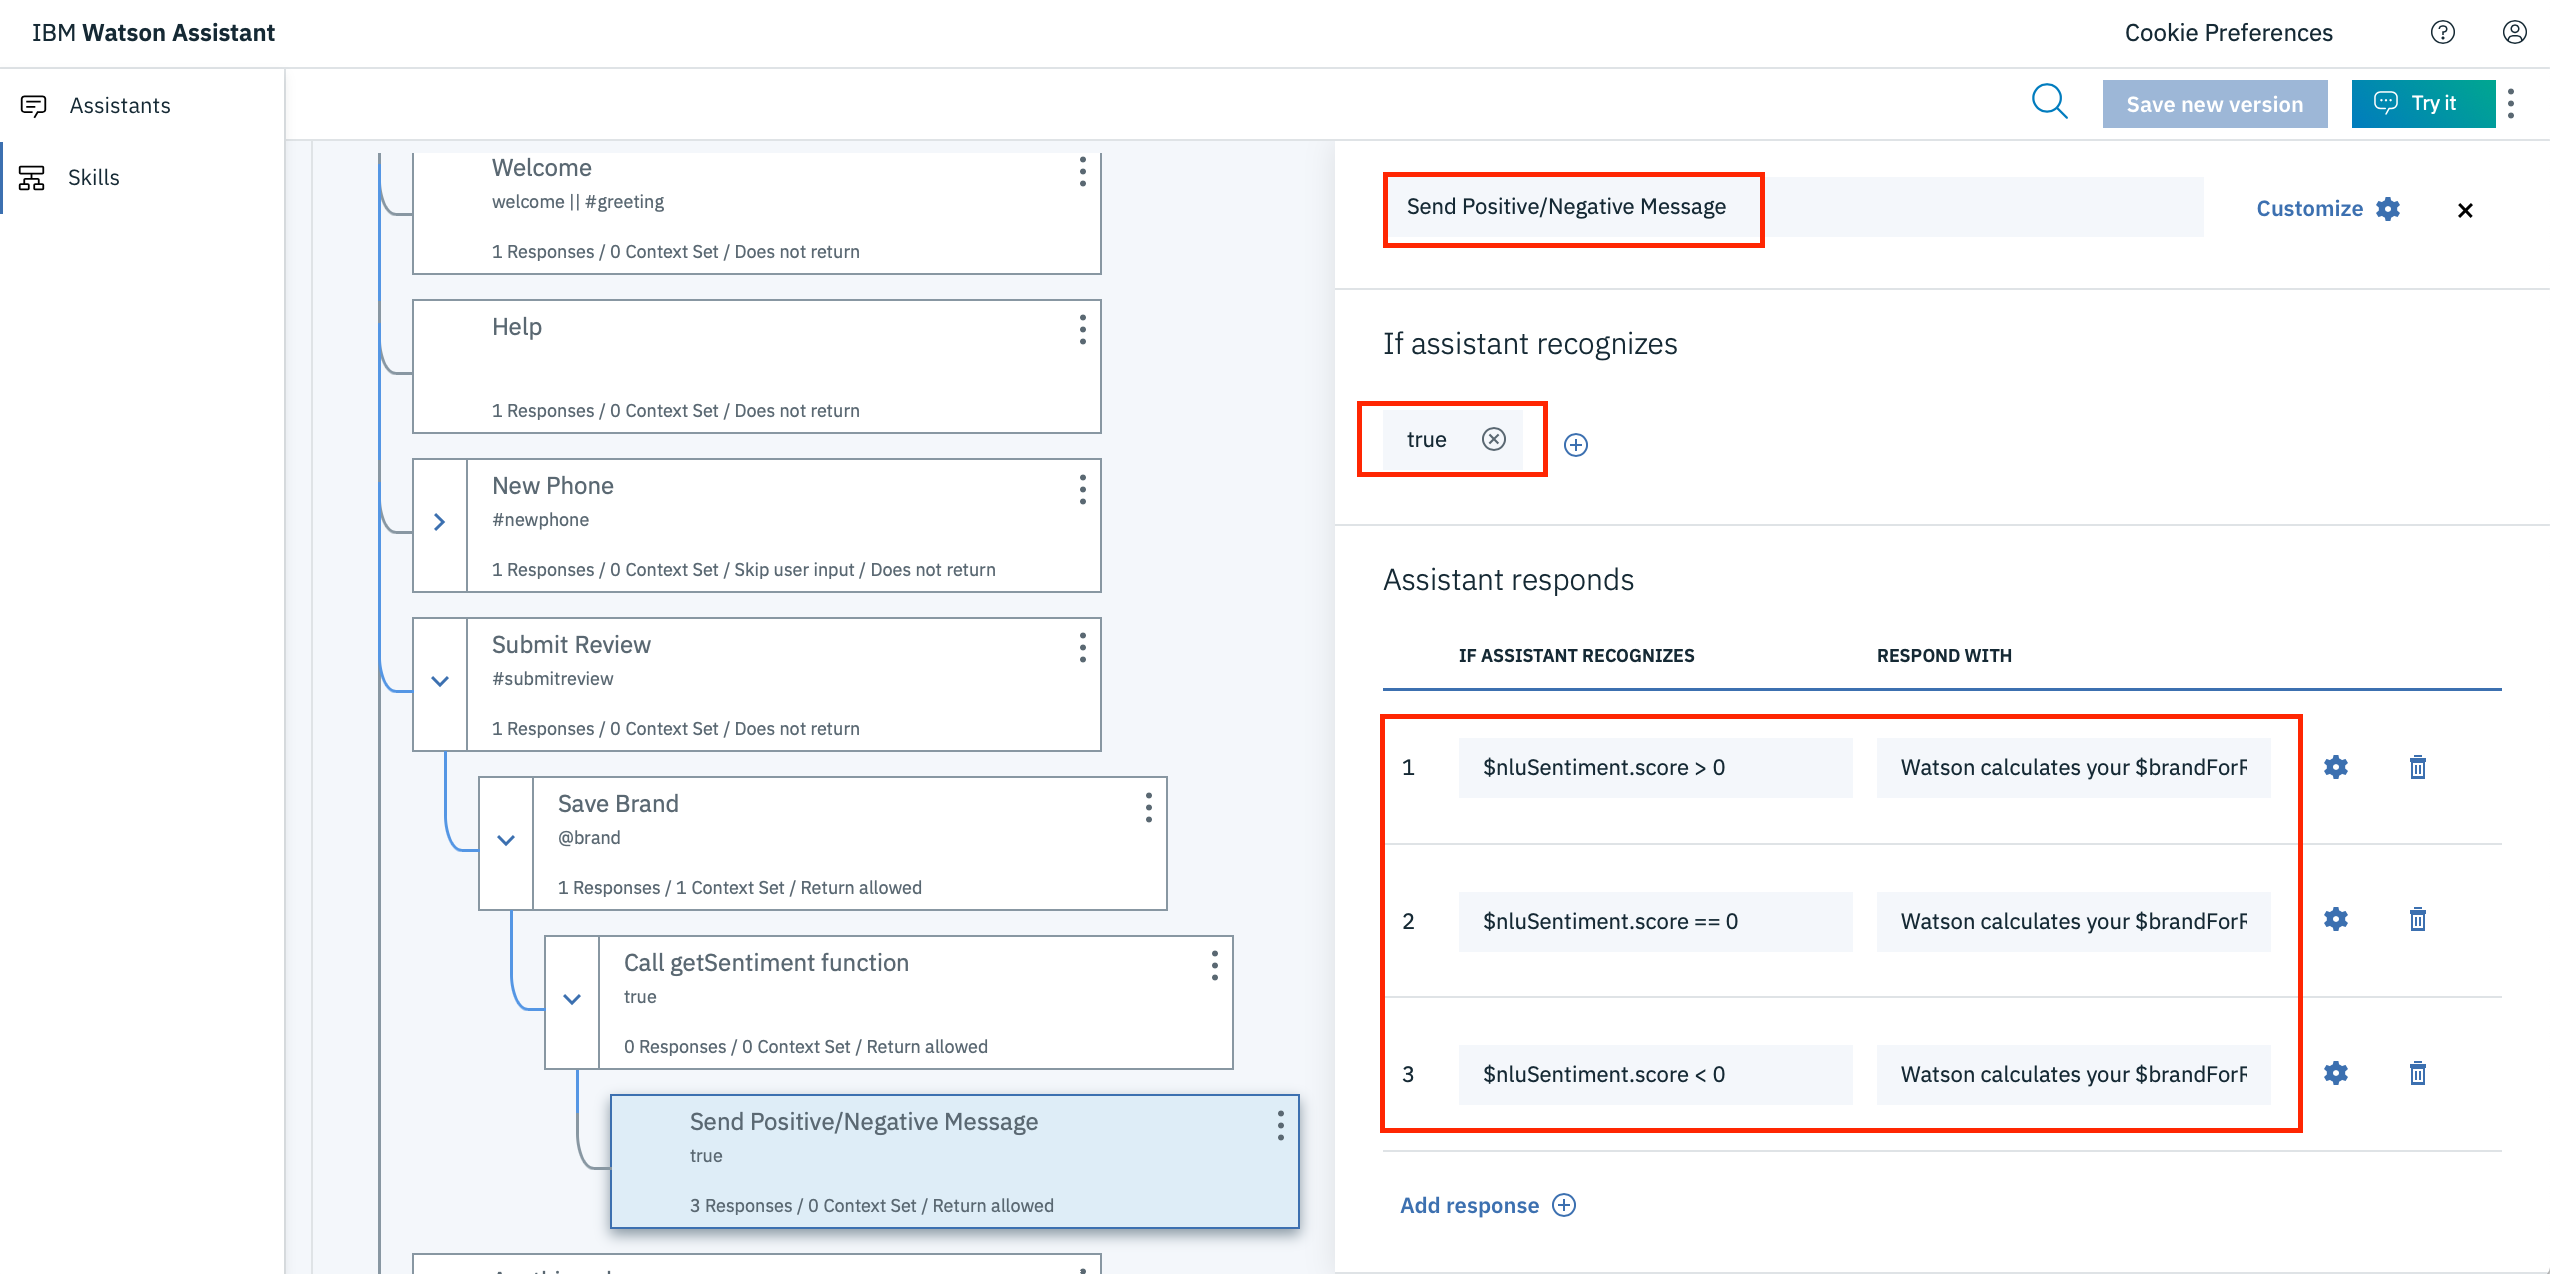 IBM Watson Assistant
Cookie Preferences
Assistants
Skills
Save new version
Try it
Welcome
welcome || #greeting
1 Responses / 0 Context Set / Does not return
Help
1 Responses / 0 Context Set / Does not return
New Phone
#newphone
1 Responses / 0 Context Set / Skip user input / Does not return
Submit Review
#submitreview
1 Responses / 0 Context Set / Does not return
Save Brand
@brand
1 Responses / 1 Context Set / Return allowed
Call getSentiment function
true
0 Responses / 0 Context Set / Return allowed
Send Positive/Negative Message
true
3 Responses / 0 Context Set / Return allowed
Send Positive/Negative Message
Customize
If assistant recognizes
true
Assistant responds
IF ASSISTANT RECOGNIZES RESPOND WITH
1 $nluSentiment.score > 0 Watson calculates your
2 $nluSentiment.score == 0 Watson calculates your
3 $nluSentiment.score < 0 Watson calculates your
Add response